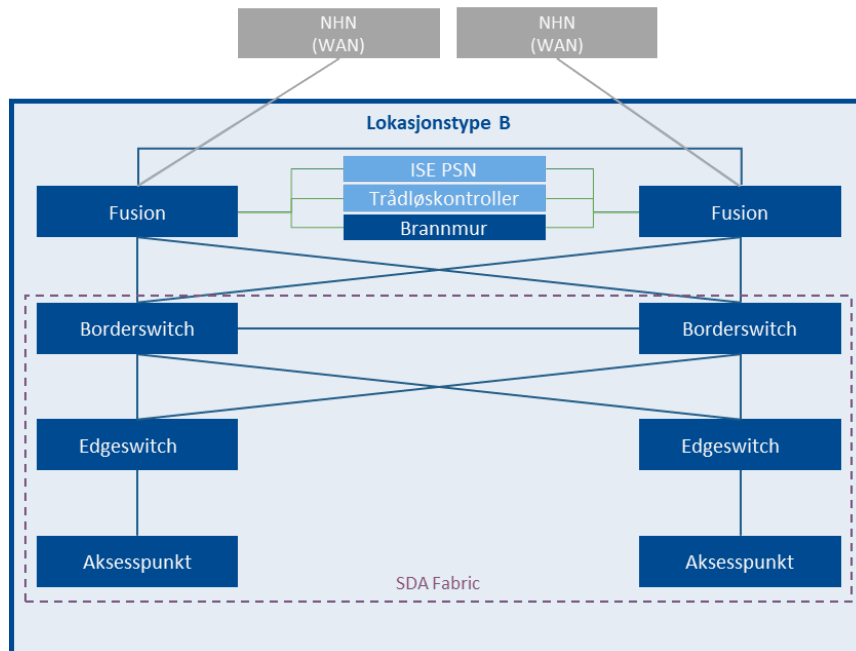 NHN
(WAN)
NHN
(WAN)
Lokasjonstype B
ISE PSN
Trådløskontroller
Brannmur
Fusion
Fusion
Borderswitch
Borderswitch
Edgeswitch
Edgeswitch
Aksesspunkt
Aksesspunkt
SDA Fabric